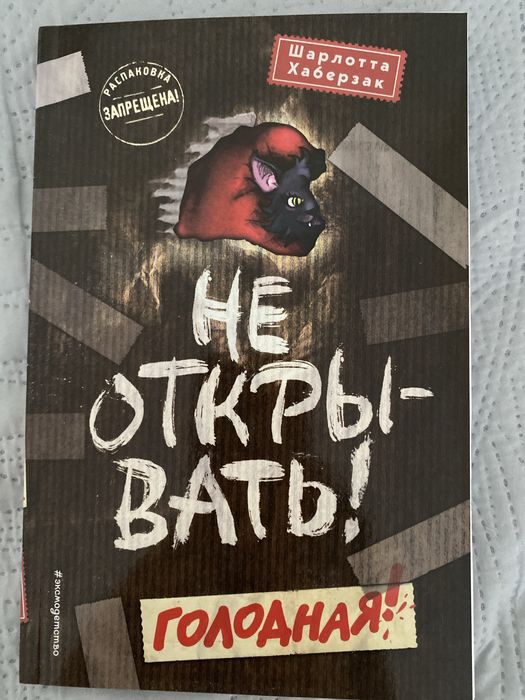 РАСПАКОВКА
ЗАПРЕЩЕНА!
Шарлотта
Хаберзак
НЕ
ОТКРЫ-
ВАТЬ!
ГОЛОДНАЯ!
#эксмодетство